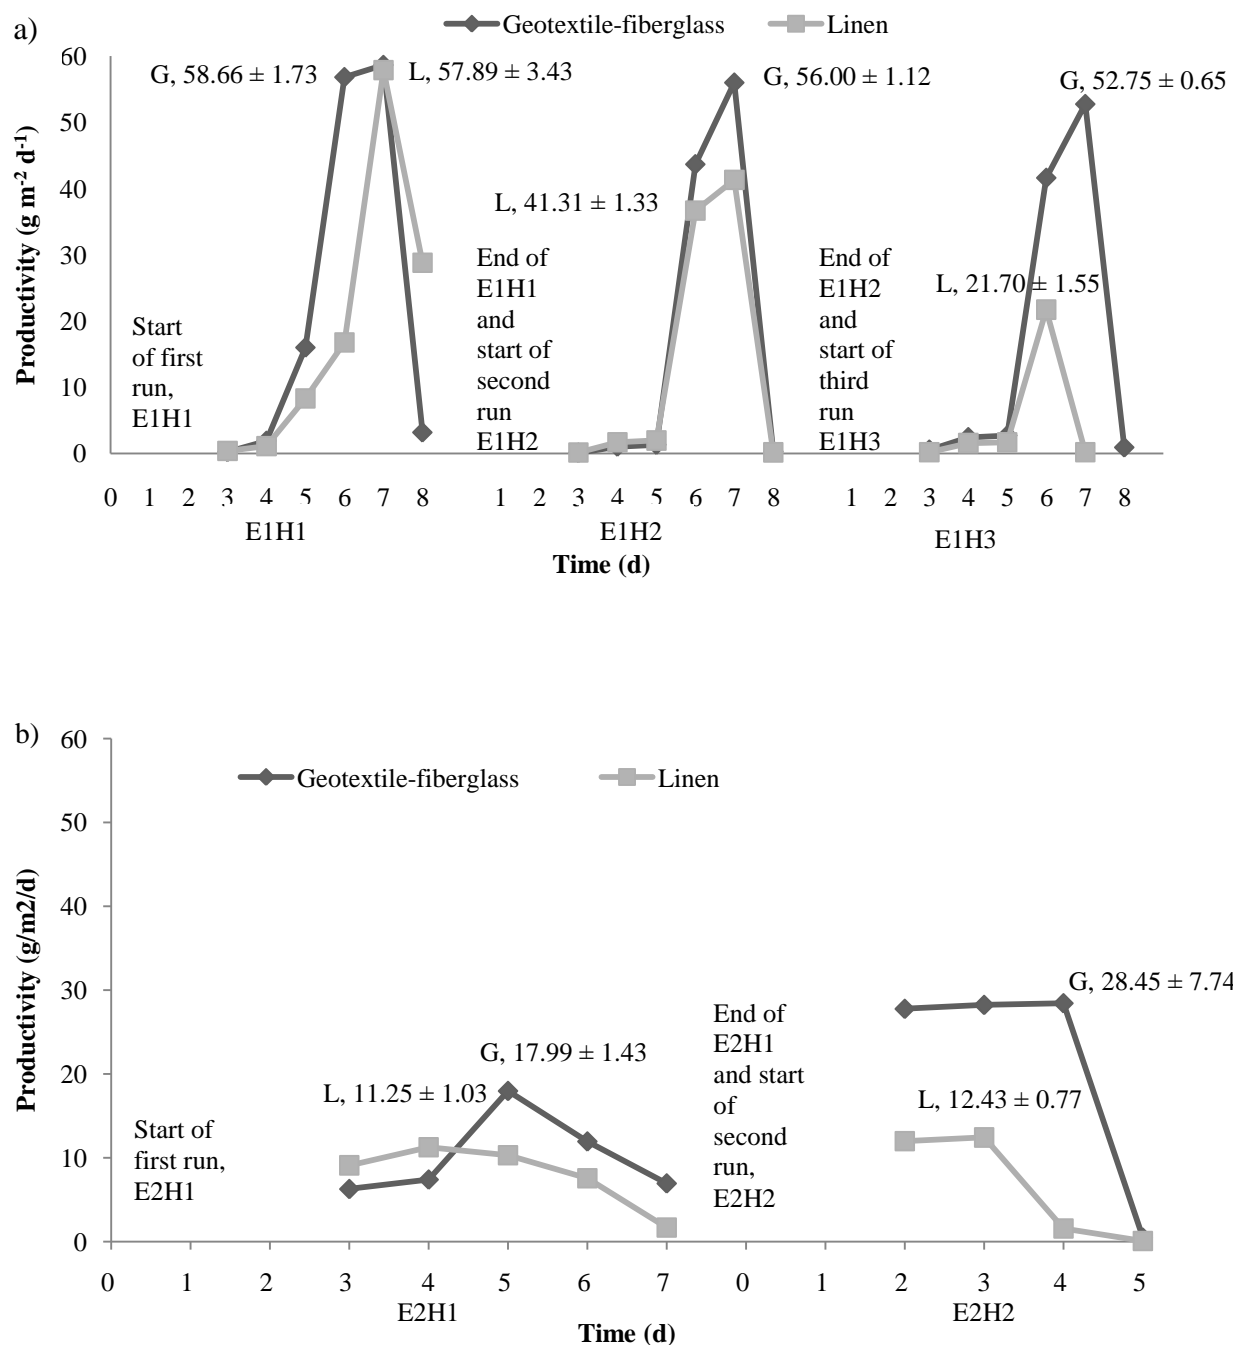 a)
Geotextile-fiberglass
Linen
Productivity (g m-2 d-1)
60
50
40
30
20
10
0
G, 58.66 ± 1.73
L, 57.89 ± 3.43
G, 56.00 ± 1.12
G, 52.75 ± 0.65
L, 41.31 ± 1.33
L, 21.70 ± 1.55
Start
of first
run,
E1H1
End of
E1H1
and
start of
second
run
E1H2
End of
E1H2
and
start of
third
run
E1H3
0 1 2 3 4 5 6 7 8 1 2 3 4 5 6 7 8 1 2 3 4 5 6 7 8
E1H1 E1H2 E1H3
Time (d)
b)
Geotextile-fiberglass
Linen
Productivity (g/m2/d)
60
50
40
30
20
10
0
G, 28.45 ± 7.74
G, 17.99 ± 1.43
L, 11.25 ± 1.03
L, 12.43 ± 0.77
Start of
first run,
E2H1
End of
E2H1
and start
of
second
run,
E2H2
0 1 2 3 4 5 6 7 0 1 2 3 4 5
E2H1 E2H2
Time (d)